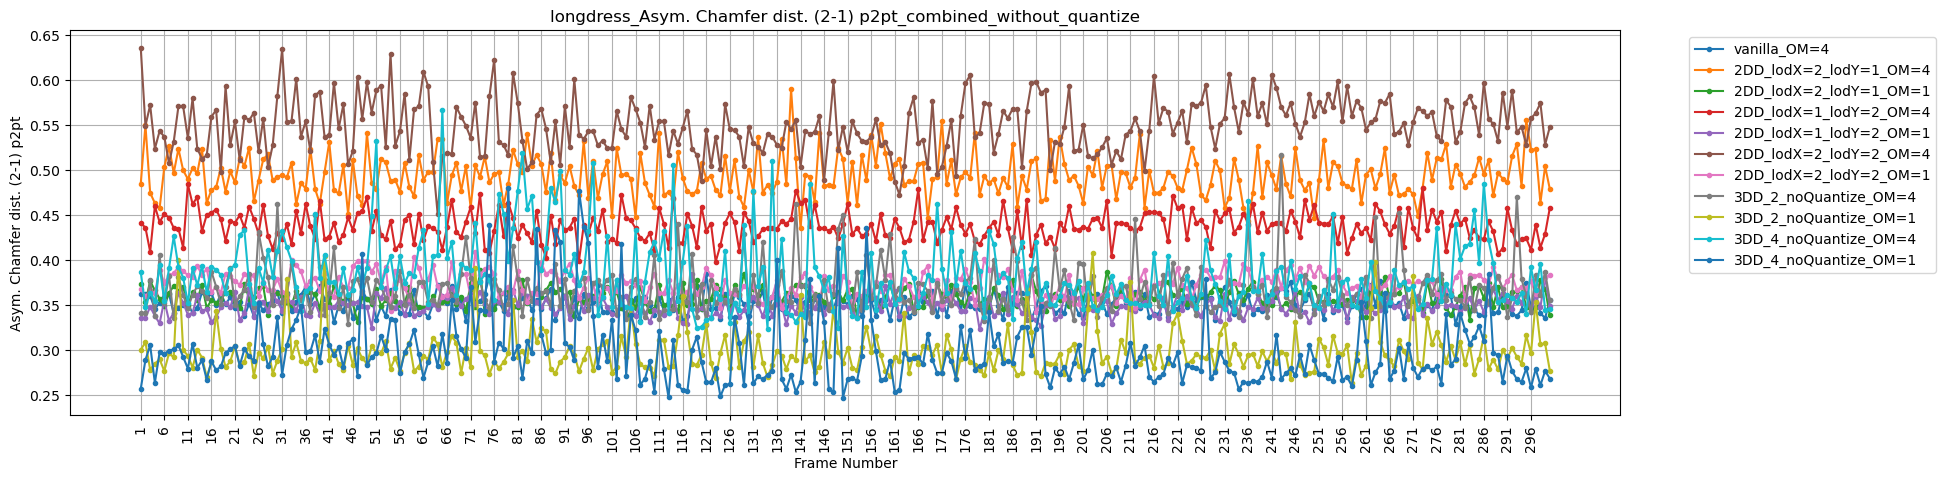 longdress_Asym. Chamfer dist. (2-1) p2pt_combined_without_quantize
Asym. Chamfer dist. (2-1) p2pt
0.65
0.60
0.55
0.50
0.45
0.40
0.35
0.30
0.25
1 6 11 16 21 26 31 36 41 46 51 56 61 66 71 76 81 86 91 96 101 106 111 116 121 126 131 136 141 146 151 156 161 166 171 176 181 186 191 196 201 206 211 216 221 226 231 236 241 246 251 256 261 266 271 276 281 286 291 296
Frame Number
vanilla_OM=4
2DD_lodX=2_lodY=1_OM=4
2DD_lodX=2_lodY=1_OM=1
2DD_lodX=1_lodY=2_OM=4
2DD_lodX=1_lodY=2_OM=1
2DD_lodX=2_lodY=2_OM=4
2DD_lodX=2_lodY=2_OM=1
3DD_2_noQuantize_OM=4
3DD_2_noQuantize_OM=1
3DD_4_noQuantize_OM=4
3DD_4_noQuantize_OM=1